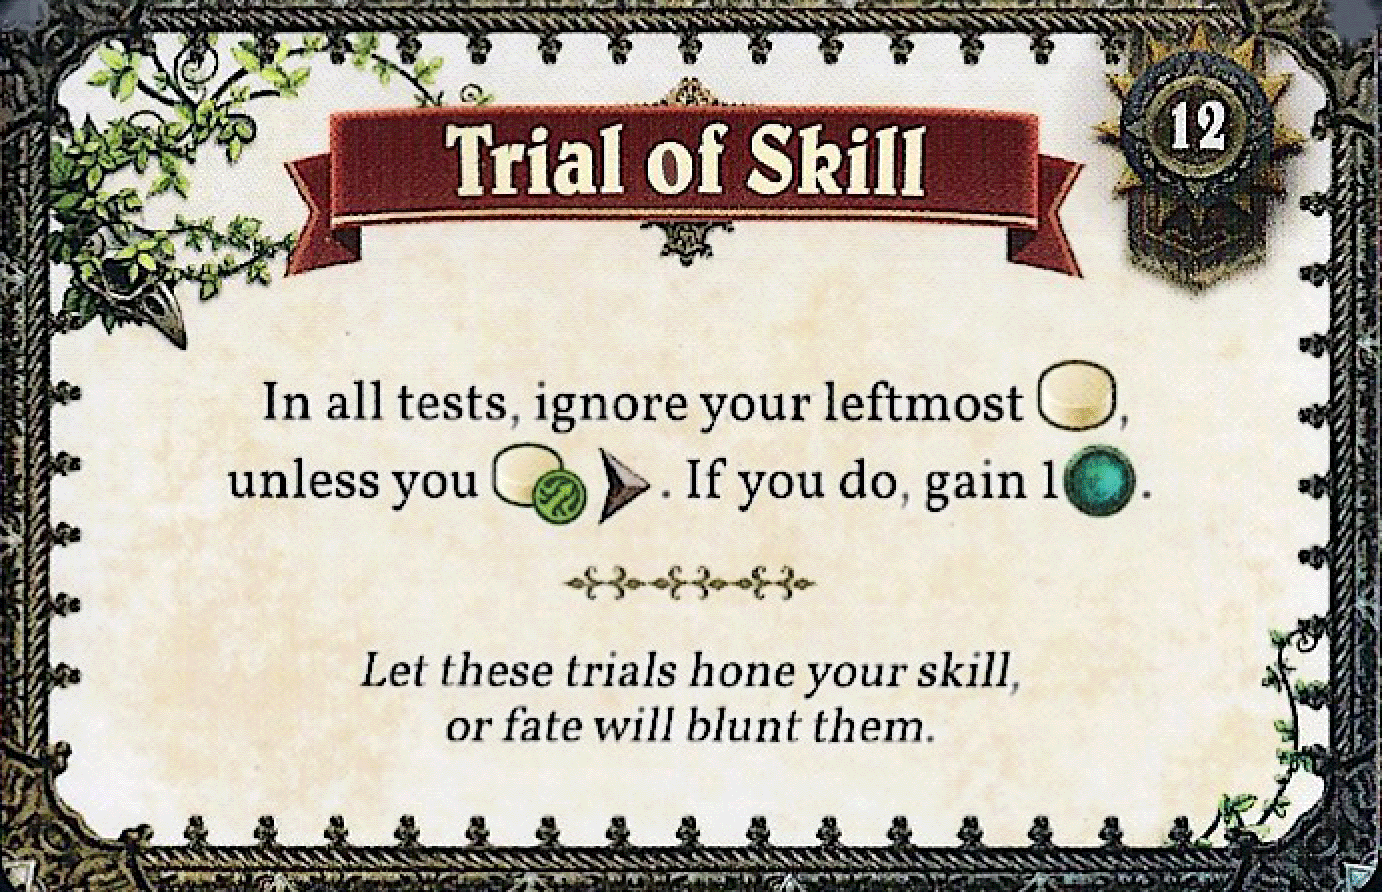 Trial of Skill
12
In all tests, ignore your leftmost ,
unless you . If you do, gain 1 .
Let these trials hone your skill,
or fate will blunt them.